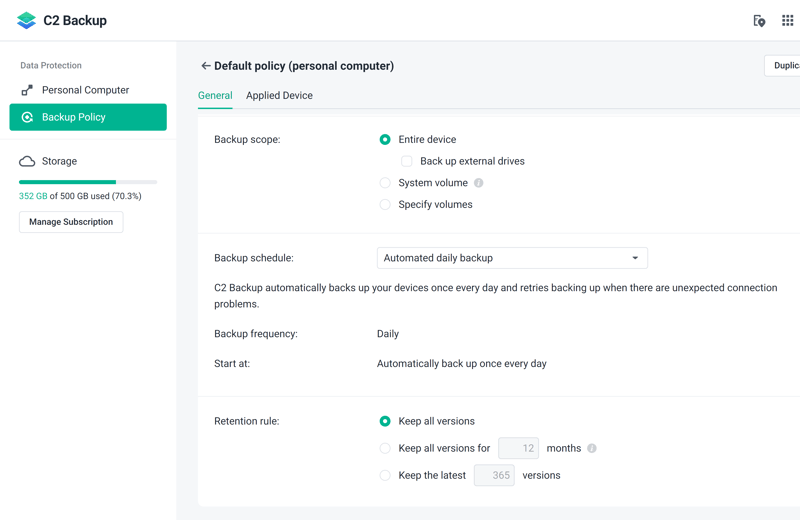 C2 Backup
Data Protection
Personal Computer
Backup Policy
Storage
352 GB of 500 GB used (70.3%)
Manage Subscription
Default policy (personal computer)
General
Applied Device
Backup scope:
Entire device
Back up external drives
System volume
Specify volumes
Backup schedule:
Automated daily backup
C2 Backup automatically backs up your devices once every day and retries backing up when there are unexpected connection
problems.
Backup frequency:
Daily
Start at:
Automatically back up once every day
Retention rule:
Keep all versions
Keep all versions for 12 months
Keep the latest 365 versions